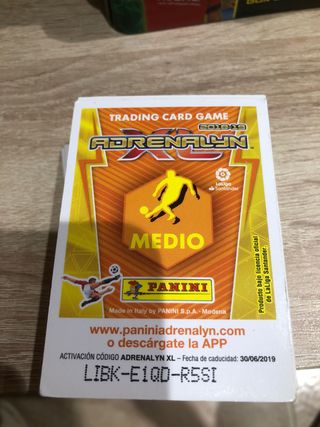 TRADING CARD GAME
2018-19
ADRENALYN XL™
LaLiga
Santander
MEDIO
PANINI
Producto bajo licencia oficial
de LaLiga Santander.
Made in Italy by PANINI S.p.A. - Modena
www.paniniadrenalyn.com
o descárgate la APP
ACTIVACIÓN CÓDIGO ADRENALYN XL – Fecha de caducidad: 30/06/2019
LIBK-E1QD-R5SI